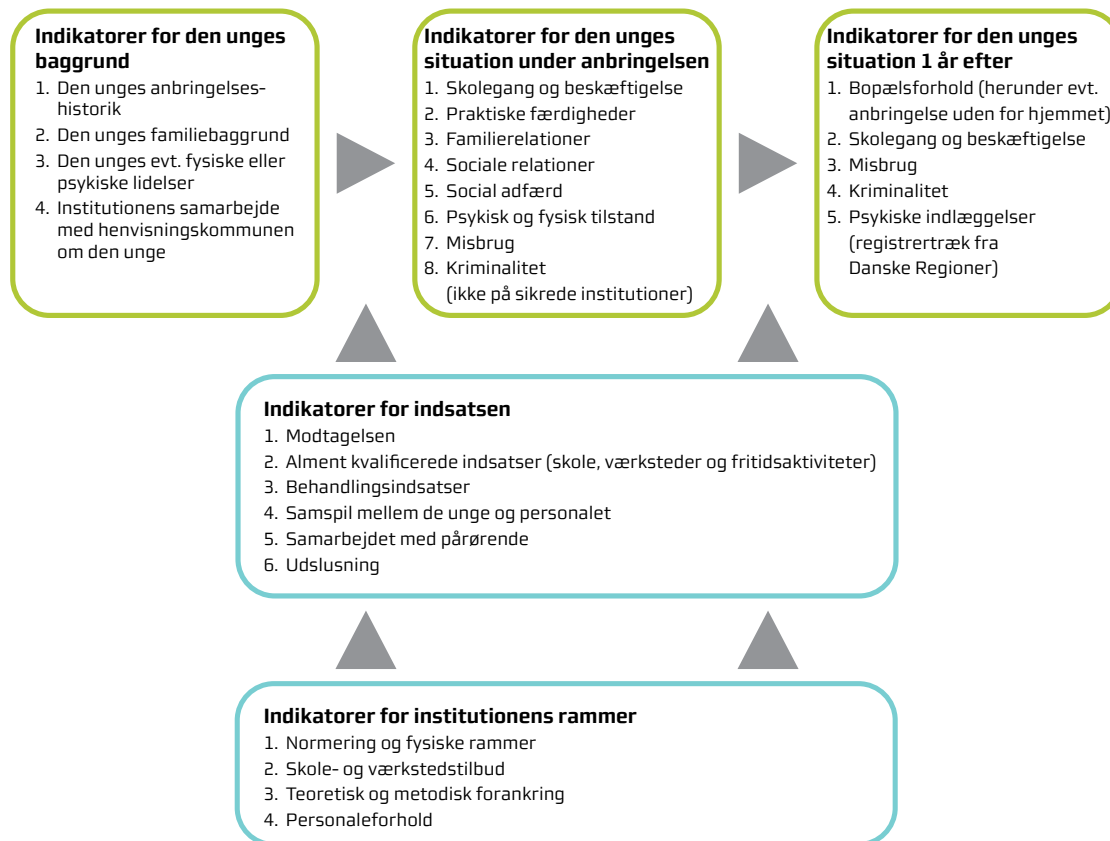 Indikatorer for den unges
baggrund
1. Den unges anbringelses-
historik
2. Den unges familiebaggrund
3. Den unges evt. fysiske eller
psykiske lidelser
4. Institutionens samarbejde
med henvisningskommunen
om den unge
Indikatorer for den unges
situation under anbringelsen
1. Skolegang og beskæftigelse
2. Praktiske færdigheder
3. Familierelationer
4. Sociale relationer
5. Social adfærd
6. Psykisk og fysisk tilstand
7. Misbrug
8. Kriminalitet
(ikke på sikrede institutioner)
Indikatorer for den unges
situation 1 år efter
1. Bopælsforhold (herunder evt.
anbringelse uden for hjemmet)
2. Skolegang og beskæftigelse
3. Misbrug
4. Kriminalitet
5. Psykiske indlæggelser
(registrertræk fra
Danske Regioner)
Indikatorer for indsatsen
1. Modtagelsen
2. Alment kvalificerede indsatser (skole, værksteder og fritidsaktiviteter)
3. Behandlingsindsatser
4. Samspil mellem de unge og personalet
5. Samarbejdet med pårørende
6. Udslusning
Indikatorer for institutionens rammer
1. Normering og fysiske rammer
2. Skole- og værkstedstilbud
3. Teoretisk og metodisk forankring
4. Personaleforhold